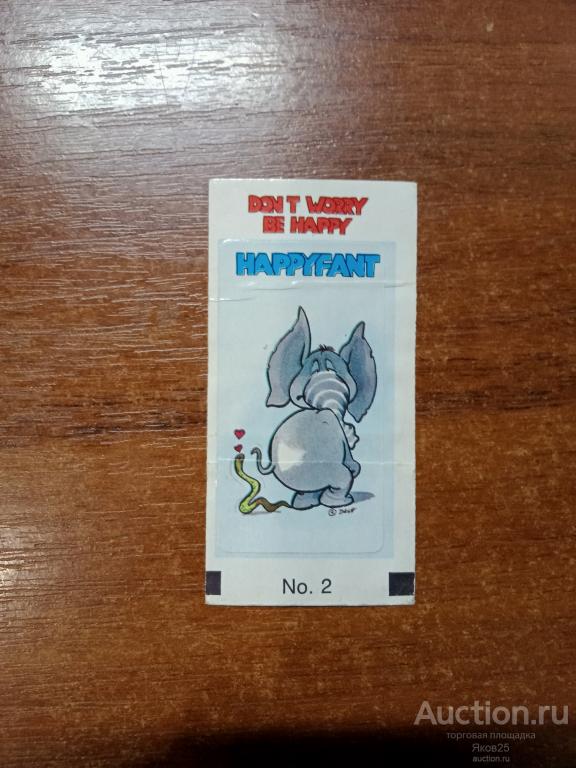 DON'T WORRY
BE HAPPY
HAPPYFANT
No. 2
Auction.ru
торговая площадка
Яков25
auction.ru